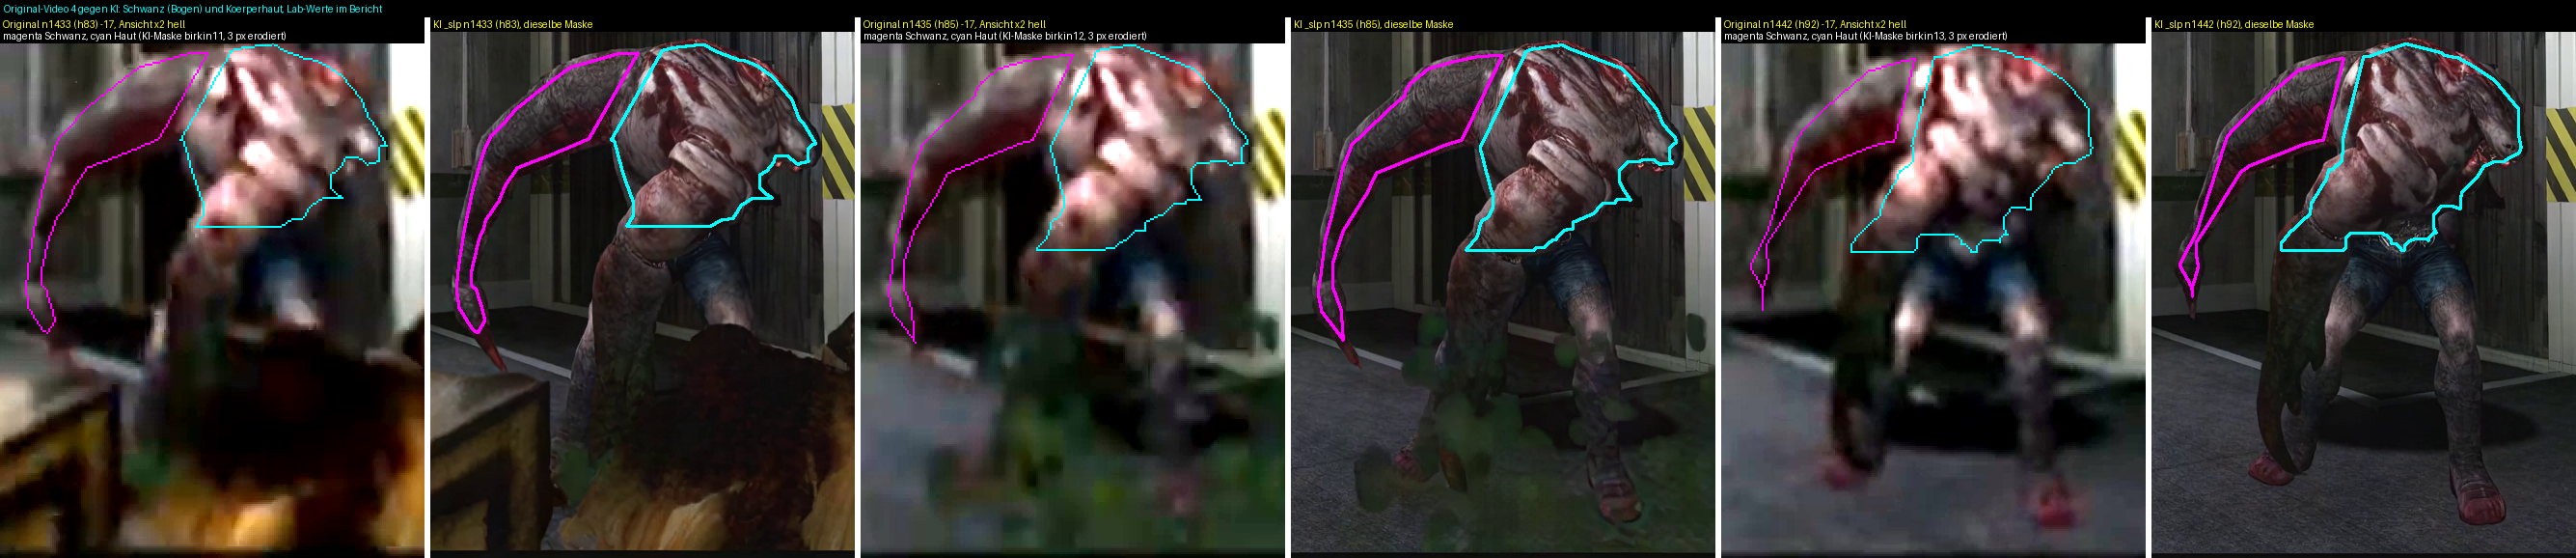 Original-Video 4 gegen KI: Schwanz (Bogen) und Koerperhaut, Lab-Werte im Bericht
Original n1433 (h83) -17, Ansicht x2 hell
magenta Schwanz, cyan Haut (KI-Maske birkin11, 3 px erodiert)
KI _slp n1433 (h83), dieselbe Maske
Original n1435 (h85) -17, Ansicht x2 hell
magenta Schwanz, cyan Haut (KI-Maske birkin12, 3 px erodiert)
KI _slp n1435 (h85), dieselbe Maske
Original n1442 (h92) -17, Ansicht x2 hell
magenta Schwanz, cyan Haut (KI-Maske birkin13, 3 px erodiert)
KI _slp n1442 (h92), dieselbe Maske